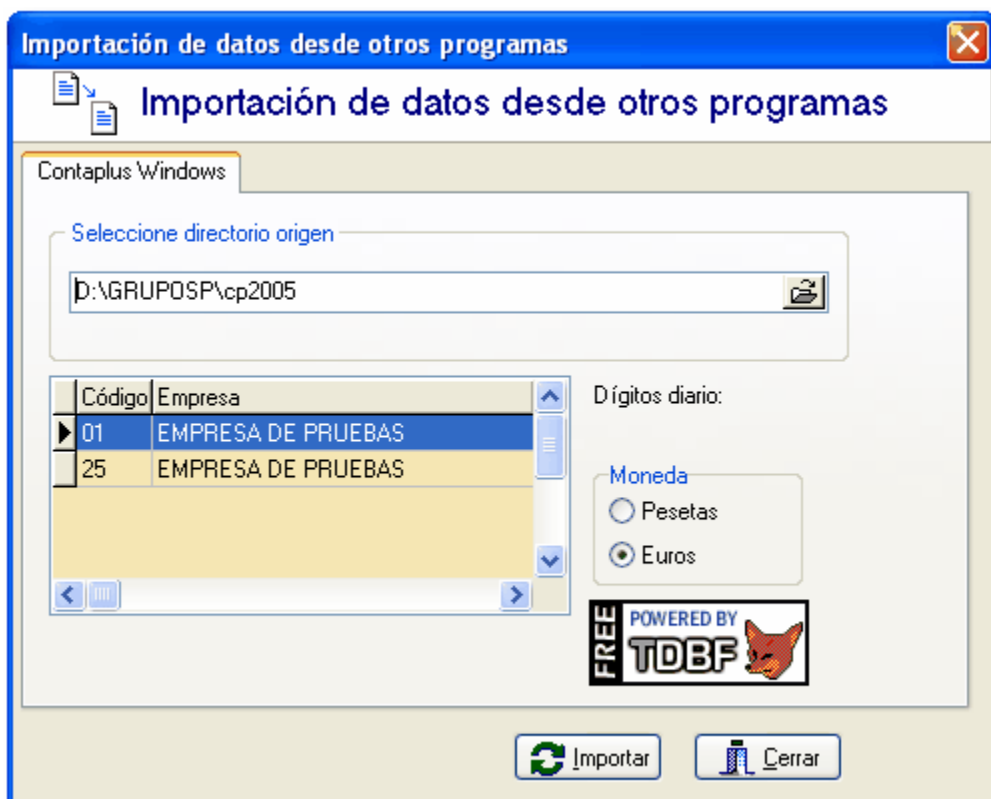 Importación de datos desde otros programas
Importación de datos desde otros programas
Contaplus Windows
Seleccione directorio origen
D:\GRUPOSP\cp2005
Código Empresa
01 EMPRESA DE PRUEBAS
25 EMPRESA DE PRUEBAS
Dígitos diario:
Moneda
Pesetas
Euros
FREE
POWERED BY
TDBF
Importar
Cerrar